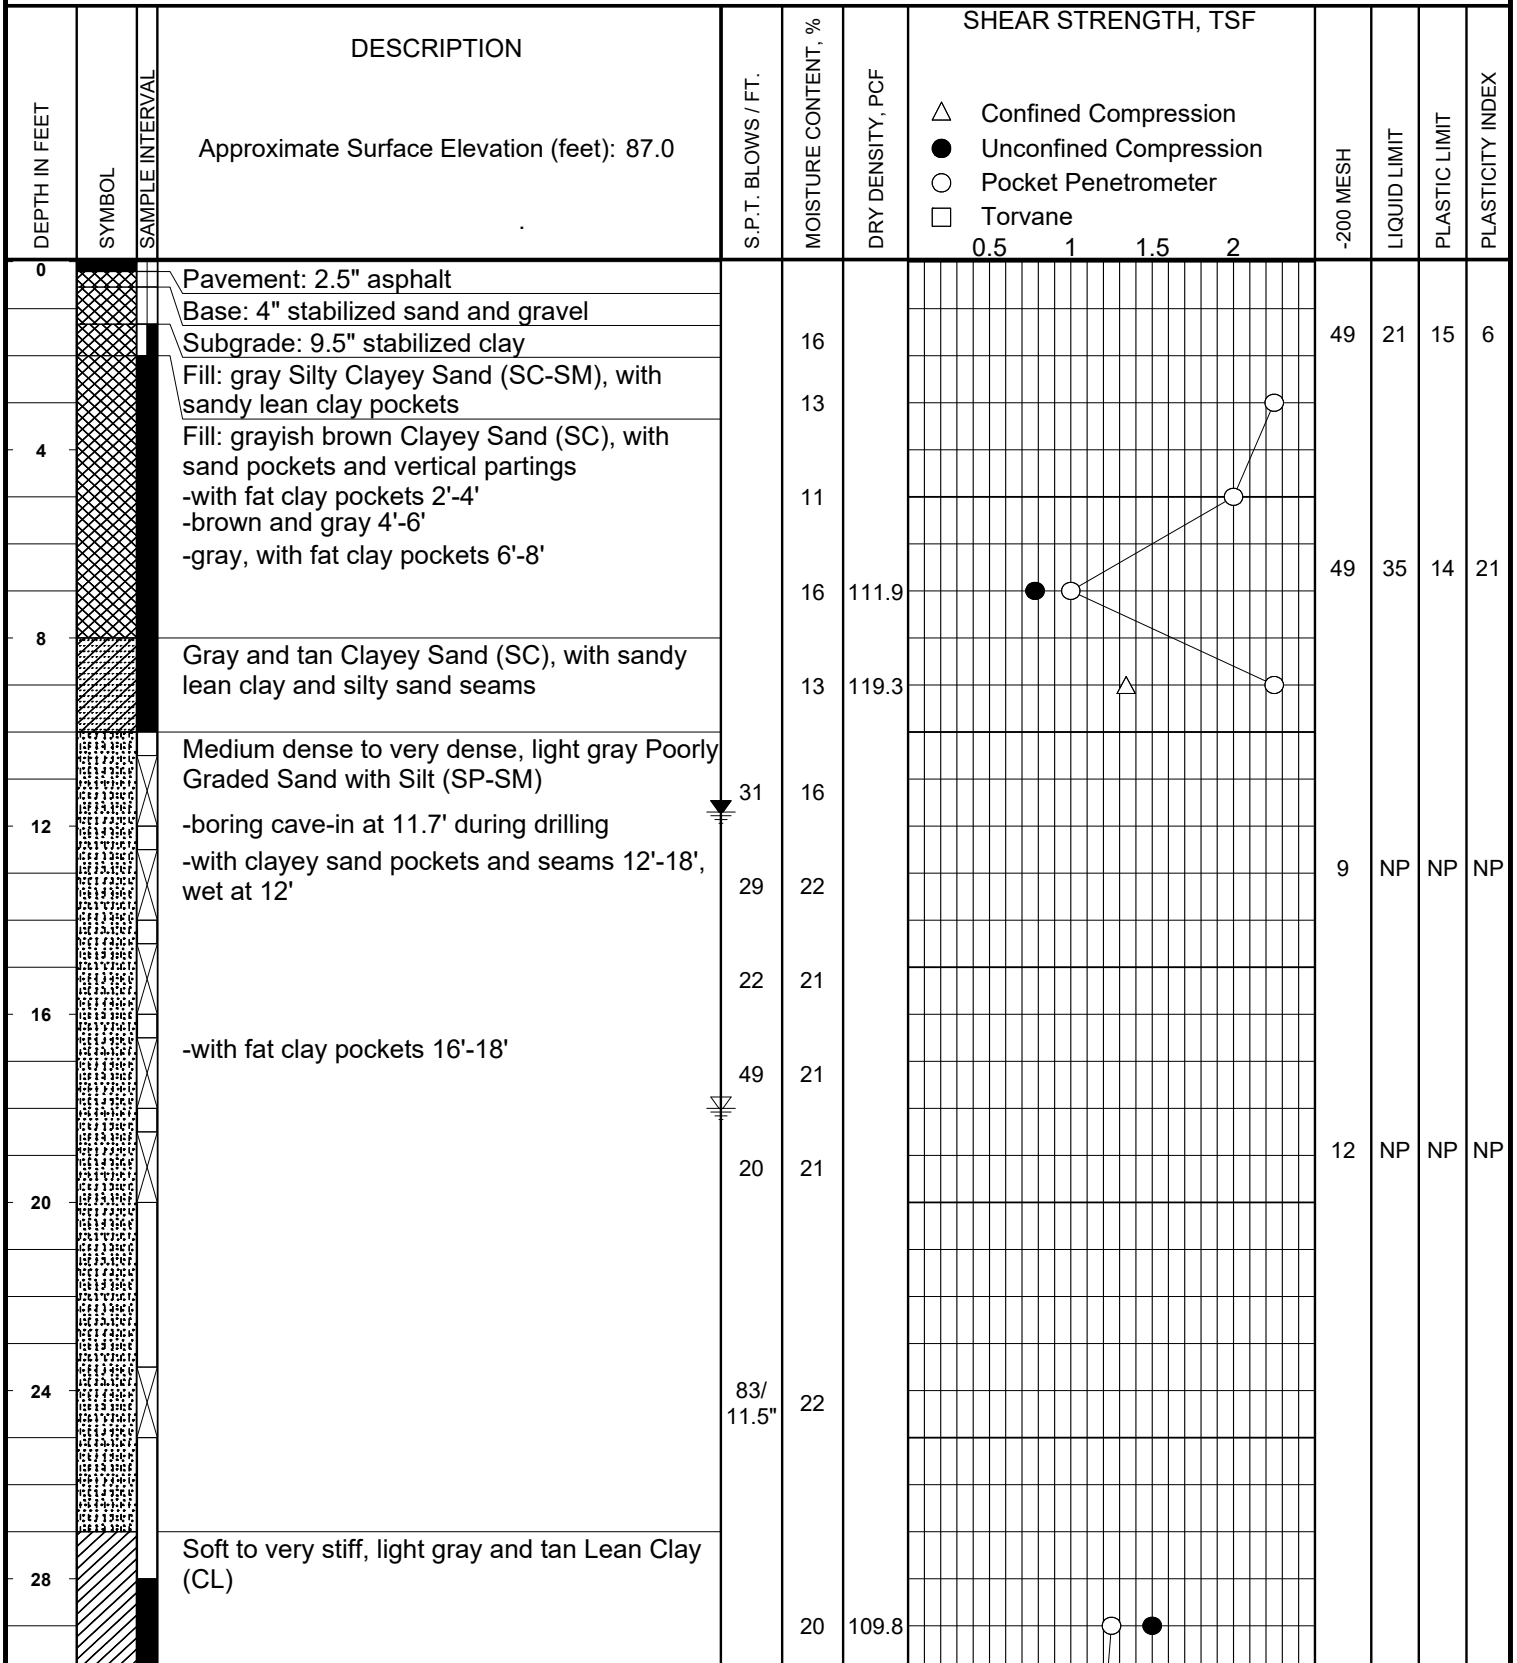 DESCRIPTION
Approximate Surface Elevation (feet): 87.0
.
DEPTH IN FEET
SYMBOL
SAMPLE INTERVAL
S.P.T. BLOWS / FT.
MOISTURE CONTENT, %
DRY DENSITY, PCF
SHEAR STRENGTH, TSF
Confined Compression
Unconfined Compression
Pocket Penetrometer
Torvane
0.5 1 1.5 2
-200 MESH
LIQUID LIMIT
PLASTIC LIMIT
PLASTICITY INDEX
0
Pavement: 2.5" asphalt
Base: 4" stabilized sand and gravel
Subgrade: 9.5" stabilized clay
16 49 21 15 6
Fill: gray Silty Clayey Sand (SC-SM), with
sandy lean clay pockets
13
Fill: grayish brown Clayey Sand (SC), with
4
sand pockets and vertical partings
-with fat clay pockets 2'-4'
11
-brown and gray 4'-6'
-gray, with fat clay pockets 6'-8'
49 35 14 21
16 111.9
8
Gray and tan Clayey Sand (SC), with sandy
lean clay and silty sand seams
13 119.3
Medium dense to very dense, light gray Poorly
Graded Sand with Silt (SP-SM)
31 16
12
-boring cave-in at 11.7' during drilling
-with clayey sand pockets and seams 12'-18',
wet at 12'
9 NP NP NP
29 22
22 21
16
-with fat clay pockets 16'-18'
49 21
12 NP NP NP
20 21
20
24
83/
11.5"
22
Soft to very stiff, light gray and tan Lean Clay
(CL)
28
20 109.8